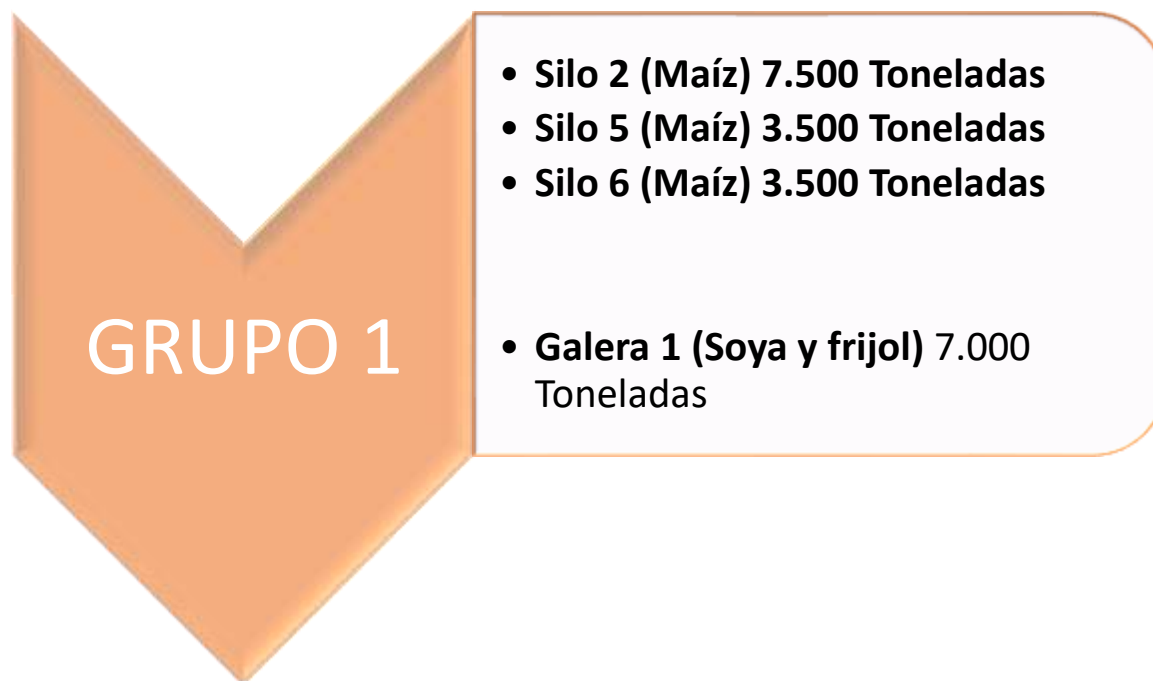 GRUPO 1
• Silo 2 (Maíz) 7.500 Toneladas
• Silo 5 (Maíz) 3.500 Toneladas
• Silo 6 (Maíz) 3.500 Toneladas
• Galera 1 (Soya y frijol) 7.000
Toneladas